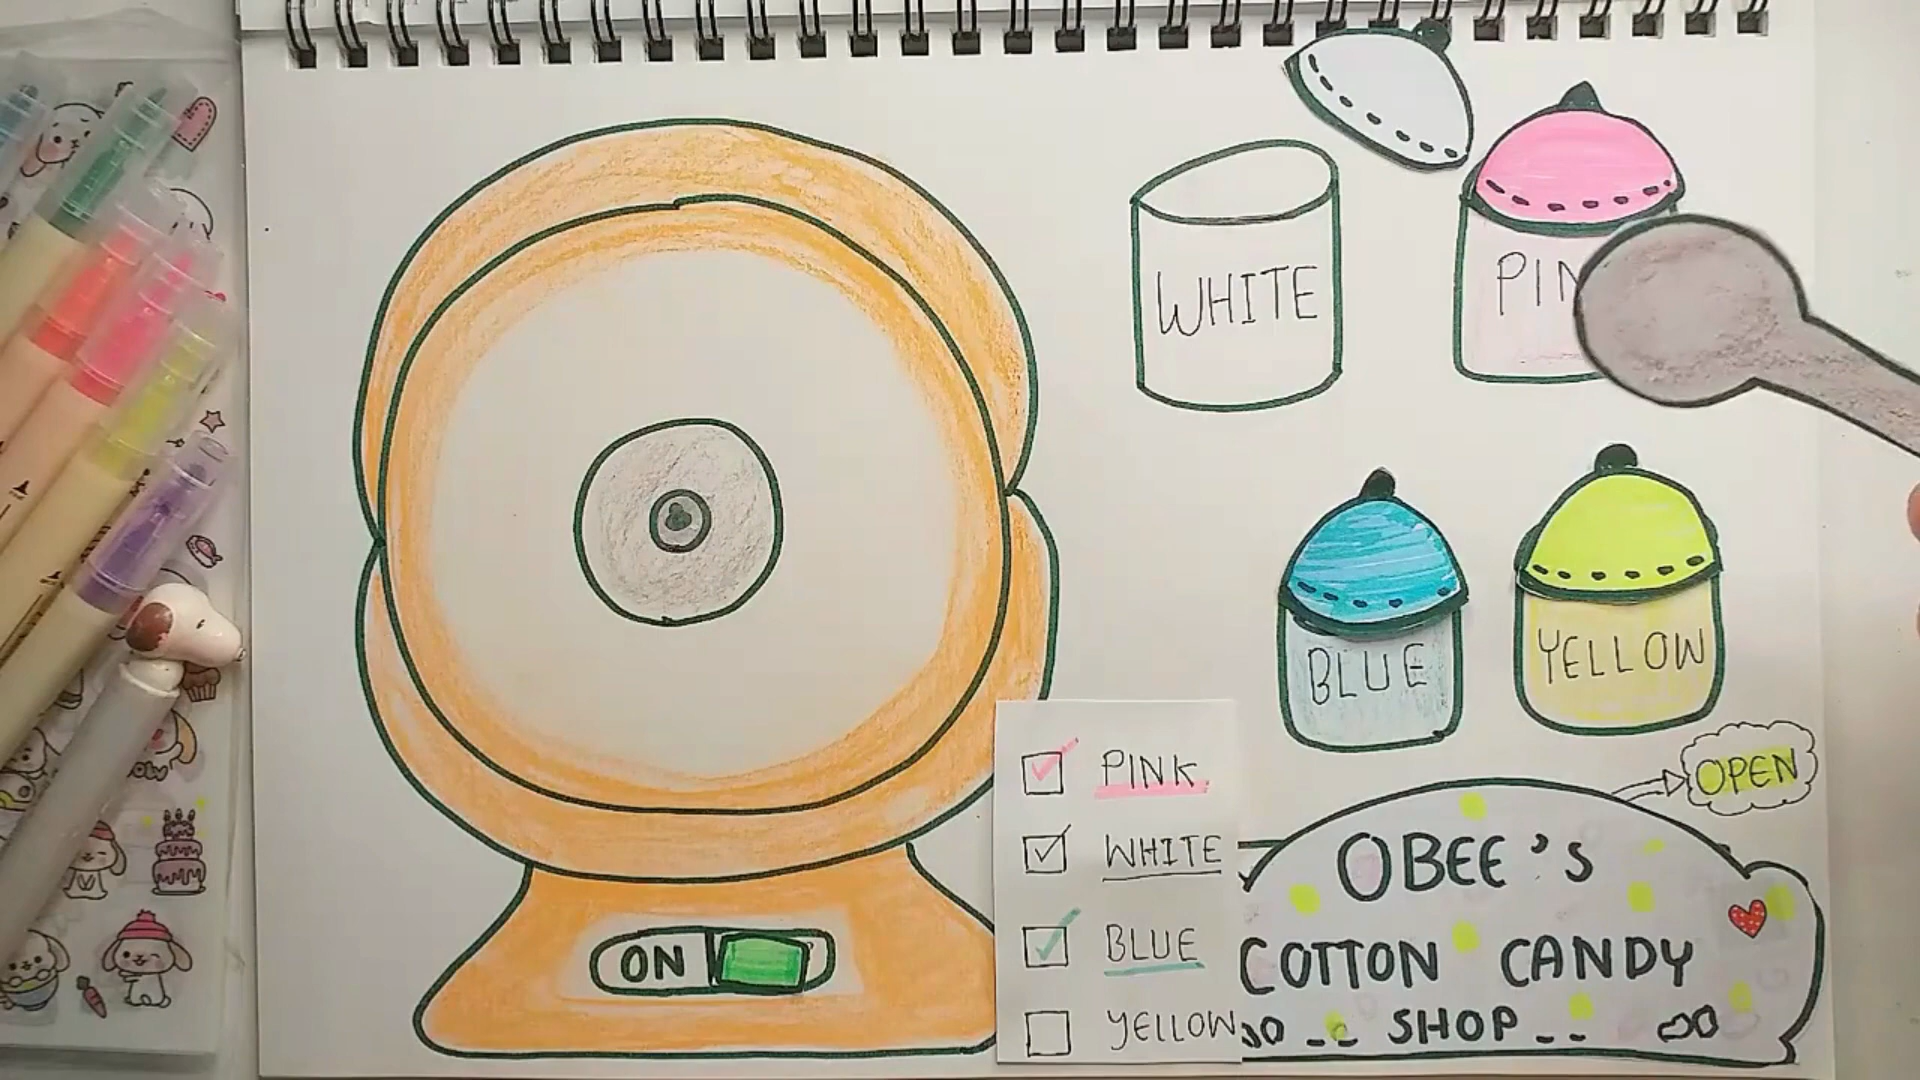 WHITE
PIN
BLUE
YELLOW
OPEN
PINK
WHITE
BLUE
YELLOW
OBEE'S
COTTON CANDY
SHOP
ON